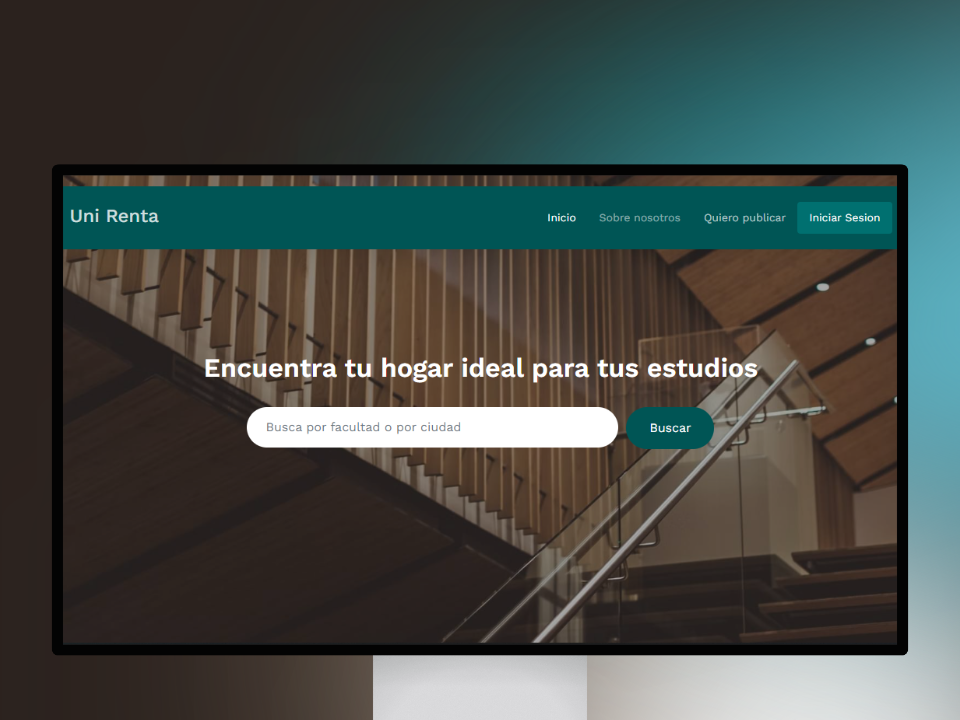 Uni Renta
Inicio Sobre nosotros Quiero publicar Iniciar Sesion
Encuentra tu hogar ideal para tus estudios
Busca por facultad o por ciudad
Buscar